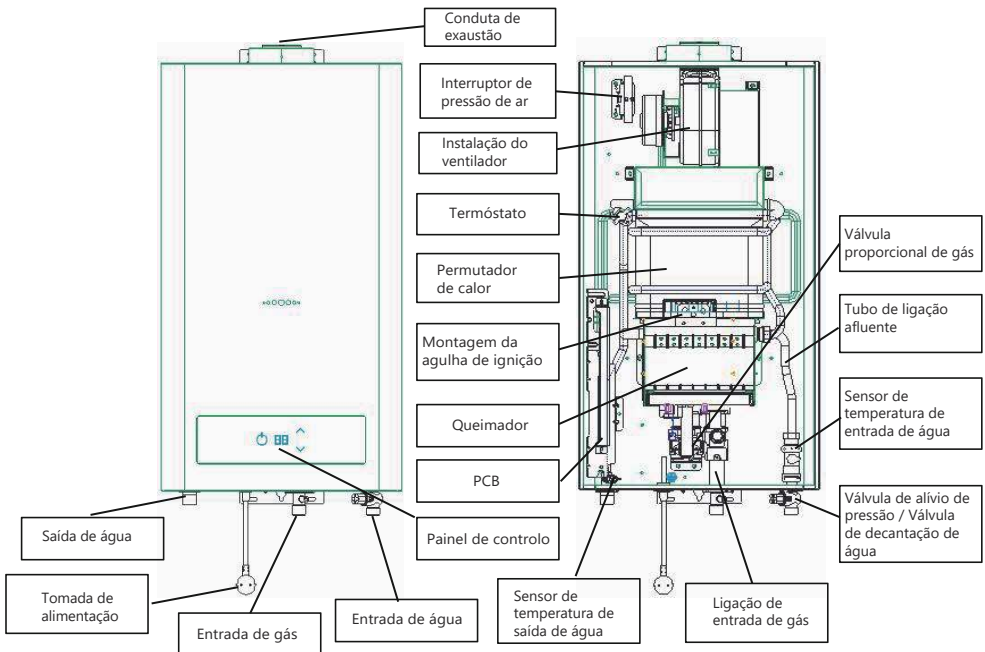 Conduta de
exaustão
Interruptor de
pressão de ar
Instalação do
ventilador
Termóstato
Permutador
de calor
Montagem da
agulha de ignição
Queimador
PCB
Painel de controlo
Saída de água
Tomada de
alimentação
Entrada de gás
Entrada de água
Válvula
proporcional de gás
Tubo de ligação
afluente
Sensor de
temperatura de
entrada de água
Válvula de alívio de
pressão / Válvula
de decantação de
água
Sensor de
temperatura de
saída de água
Ligação de
entrada de gás